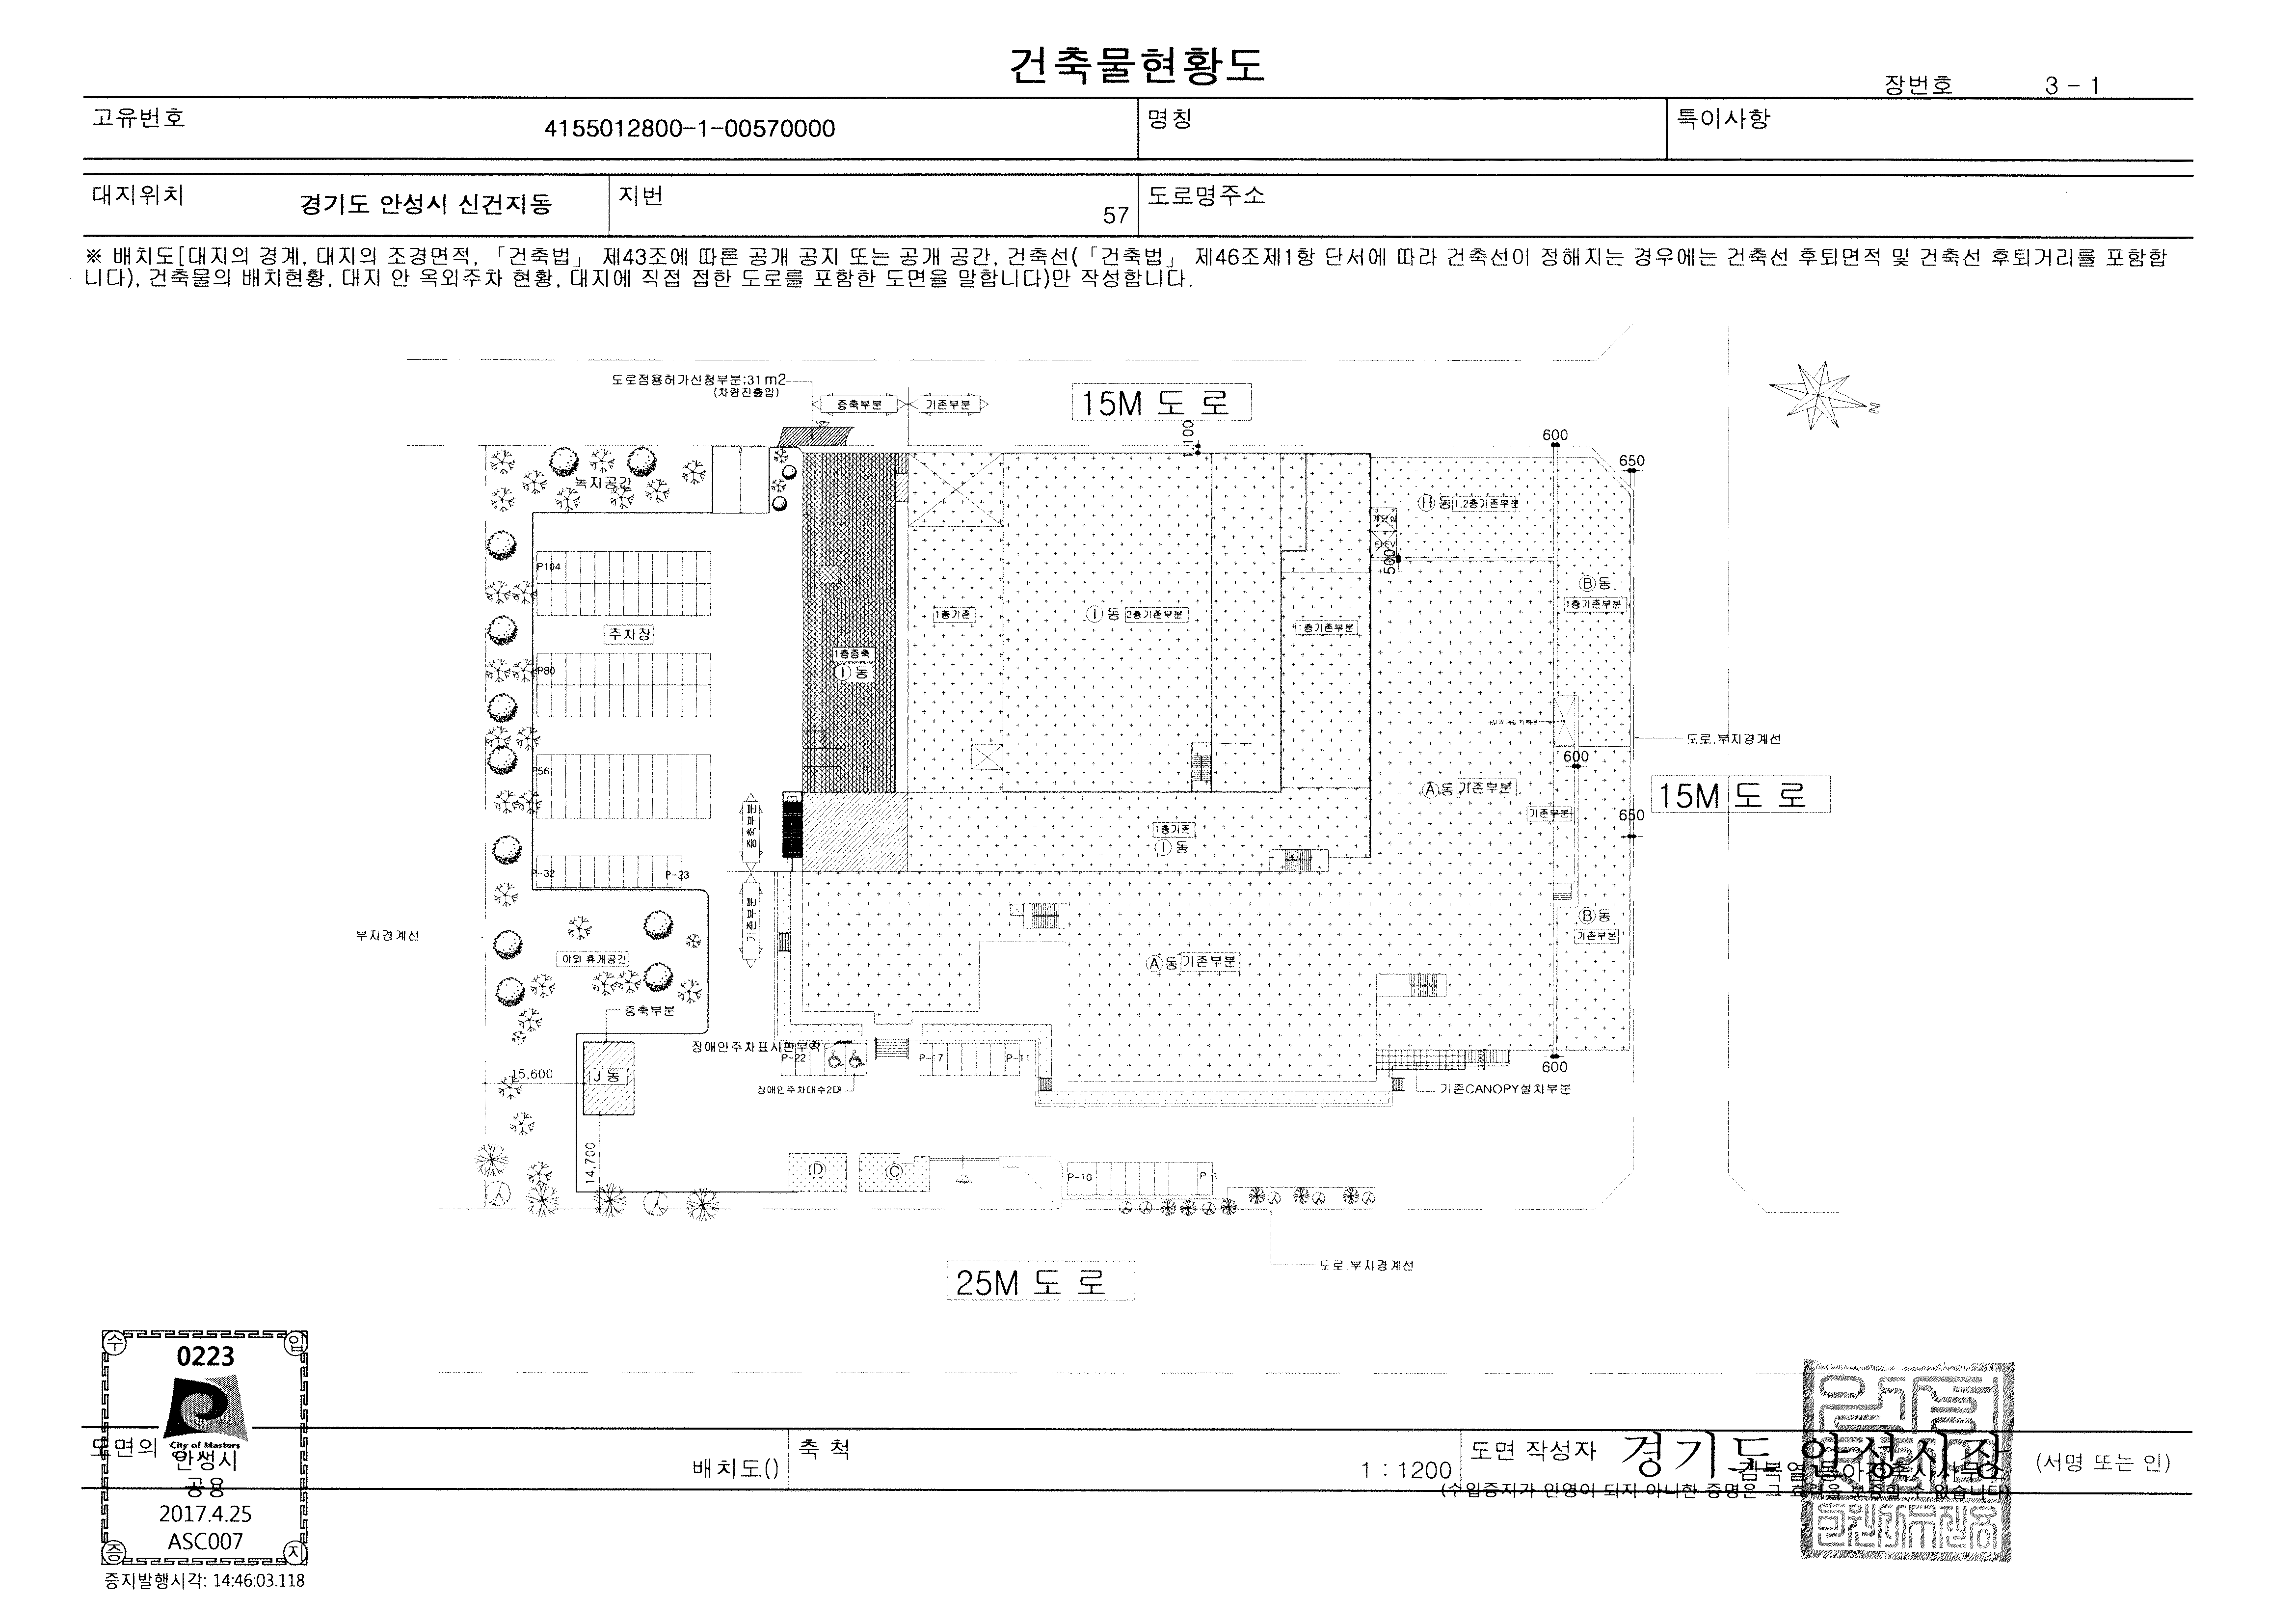 건축물현황도
장번호 3 - 1
고유번호 4155012800-1-00570000 명칭 특이사항
대지위치 경기도 안성시 신건지동 지번 57 도로명주소
※ 배치도[대지의 경계, 대지의 조경면적, 「건축법」 제43조에 따른 공개 공지 또는 공개 공간, 건축선(「건축법」 제46조제1항 단서에 따라 건축선이 정해지는 경우에는 건축선 후퇴면적 및 건축선 후퇴거리를 포함합
니다), 건축물의 배치현황, 대지 안 옥외주차 현황, 대지에 직접 접한 도로를 포함한 도면을 말합니다)만 작성합니다.
도로점용허가신청부분:31m2
(차량진출입)
증축부분 기존부분
15M 도로
N
1,100
600
650
녹지공간
H 동 1,2층기존부분
계단실
ELEV
500
P104
B 동
1층기존부분
주차장
1층기존
I 동 2층기존부분
1층기존부분
1층증축
I 동
P80
도로.부지경계선
600
P56
A 동 기존부분
15M 도로
기존부분
650
증축부분
1층기존
I 동
P-32 P-23
기존부분
B 동
기존부분
부지경계선
야외 휴게공간
A 동 기존부분
증축부분
장애인주차표시판부착
P-22 P-17 P-11
15,600
J 동
600
장애인주차대수2대
기존CANOPY설치부분
14,700
D C
P-10 P-1
도로.부지경계선
25M 도로
수 입
0223
City of Masters
안성시
공용
2017.4.25
ASC007
증 지
증지발행시각: 14:46:03.118
도면의 배치도() 축 척 1 : 1200 도면 작성자 경기도 안성시장 (서명 또는 인)
(수입증지가 인영이 되지 아니한 증명은 그 효력을 보증할 수 없습니다)